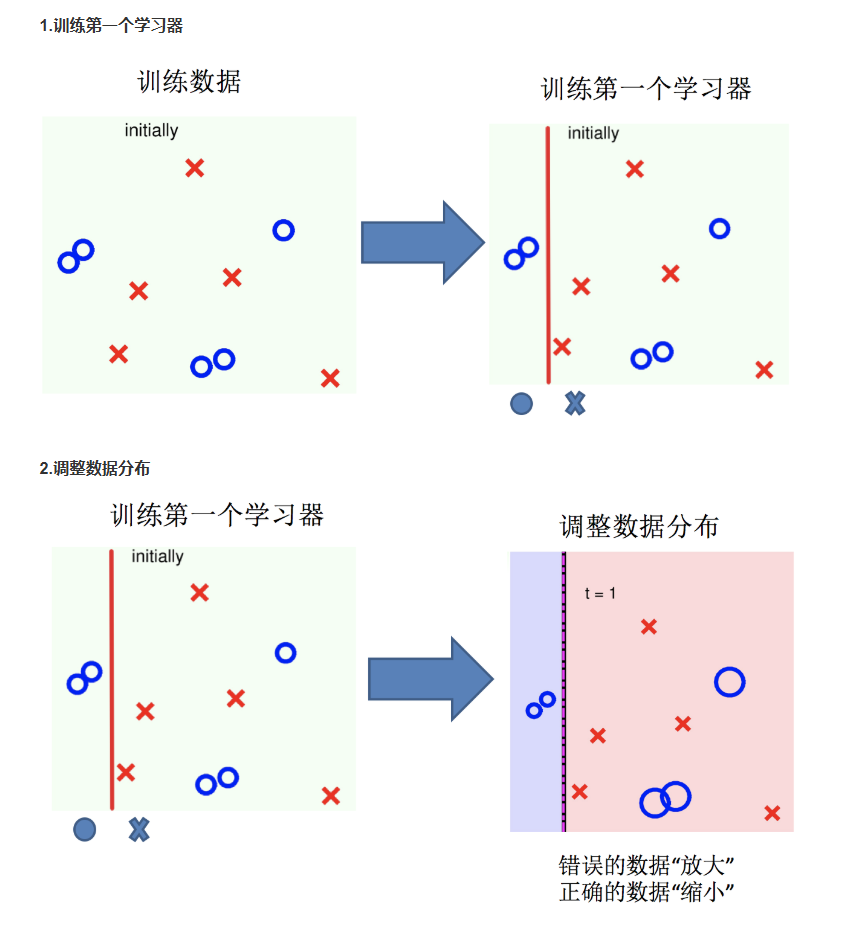 1.训练第一个学习器
训练数据
训练第一个学习器
initially
initially
2.调整数据分布
训练第一个学习器
调整数据分布
initially
t = 1
错误的数据“放大”
正确的数据“缩小”